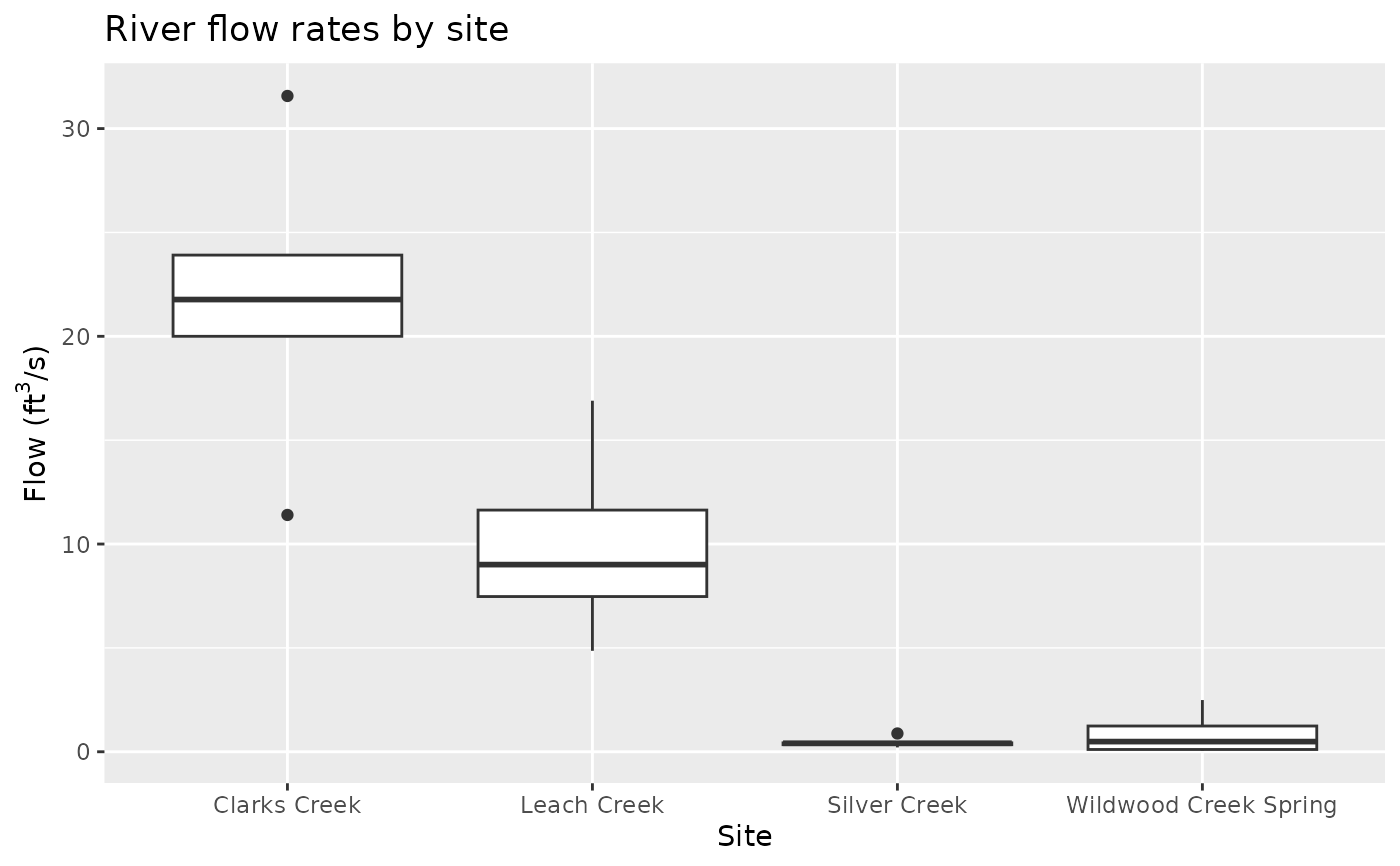 River flow rates by site
30
20
10
0
Flow (ft³/s)
Clarks Creek
Leach Creek
Silver Creek
Wildwood Creek Spring
Site